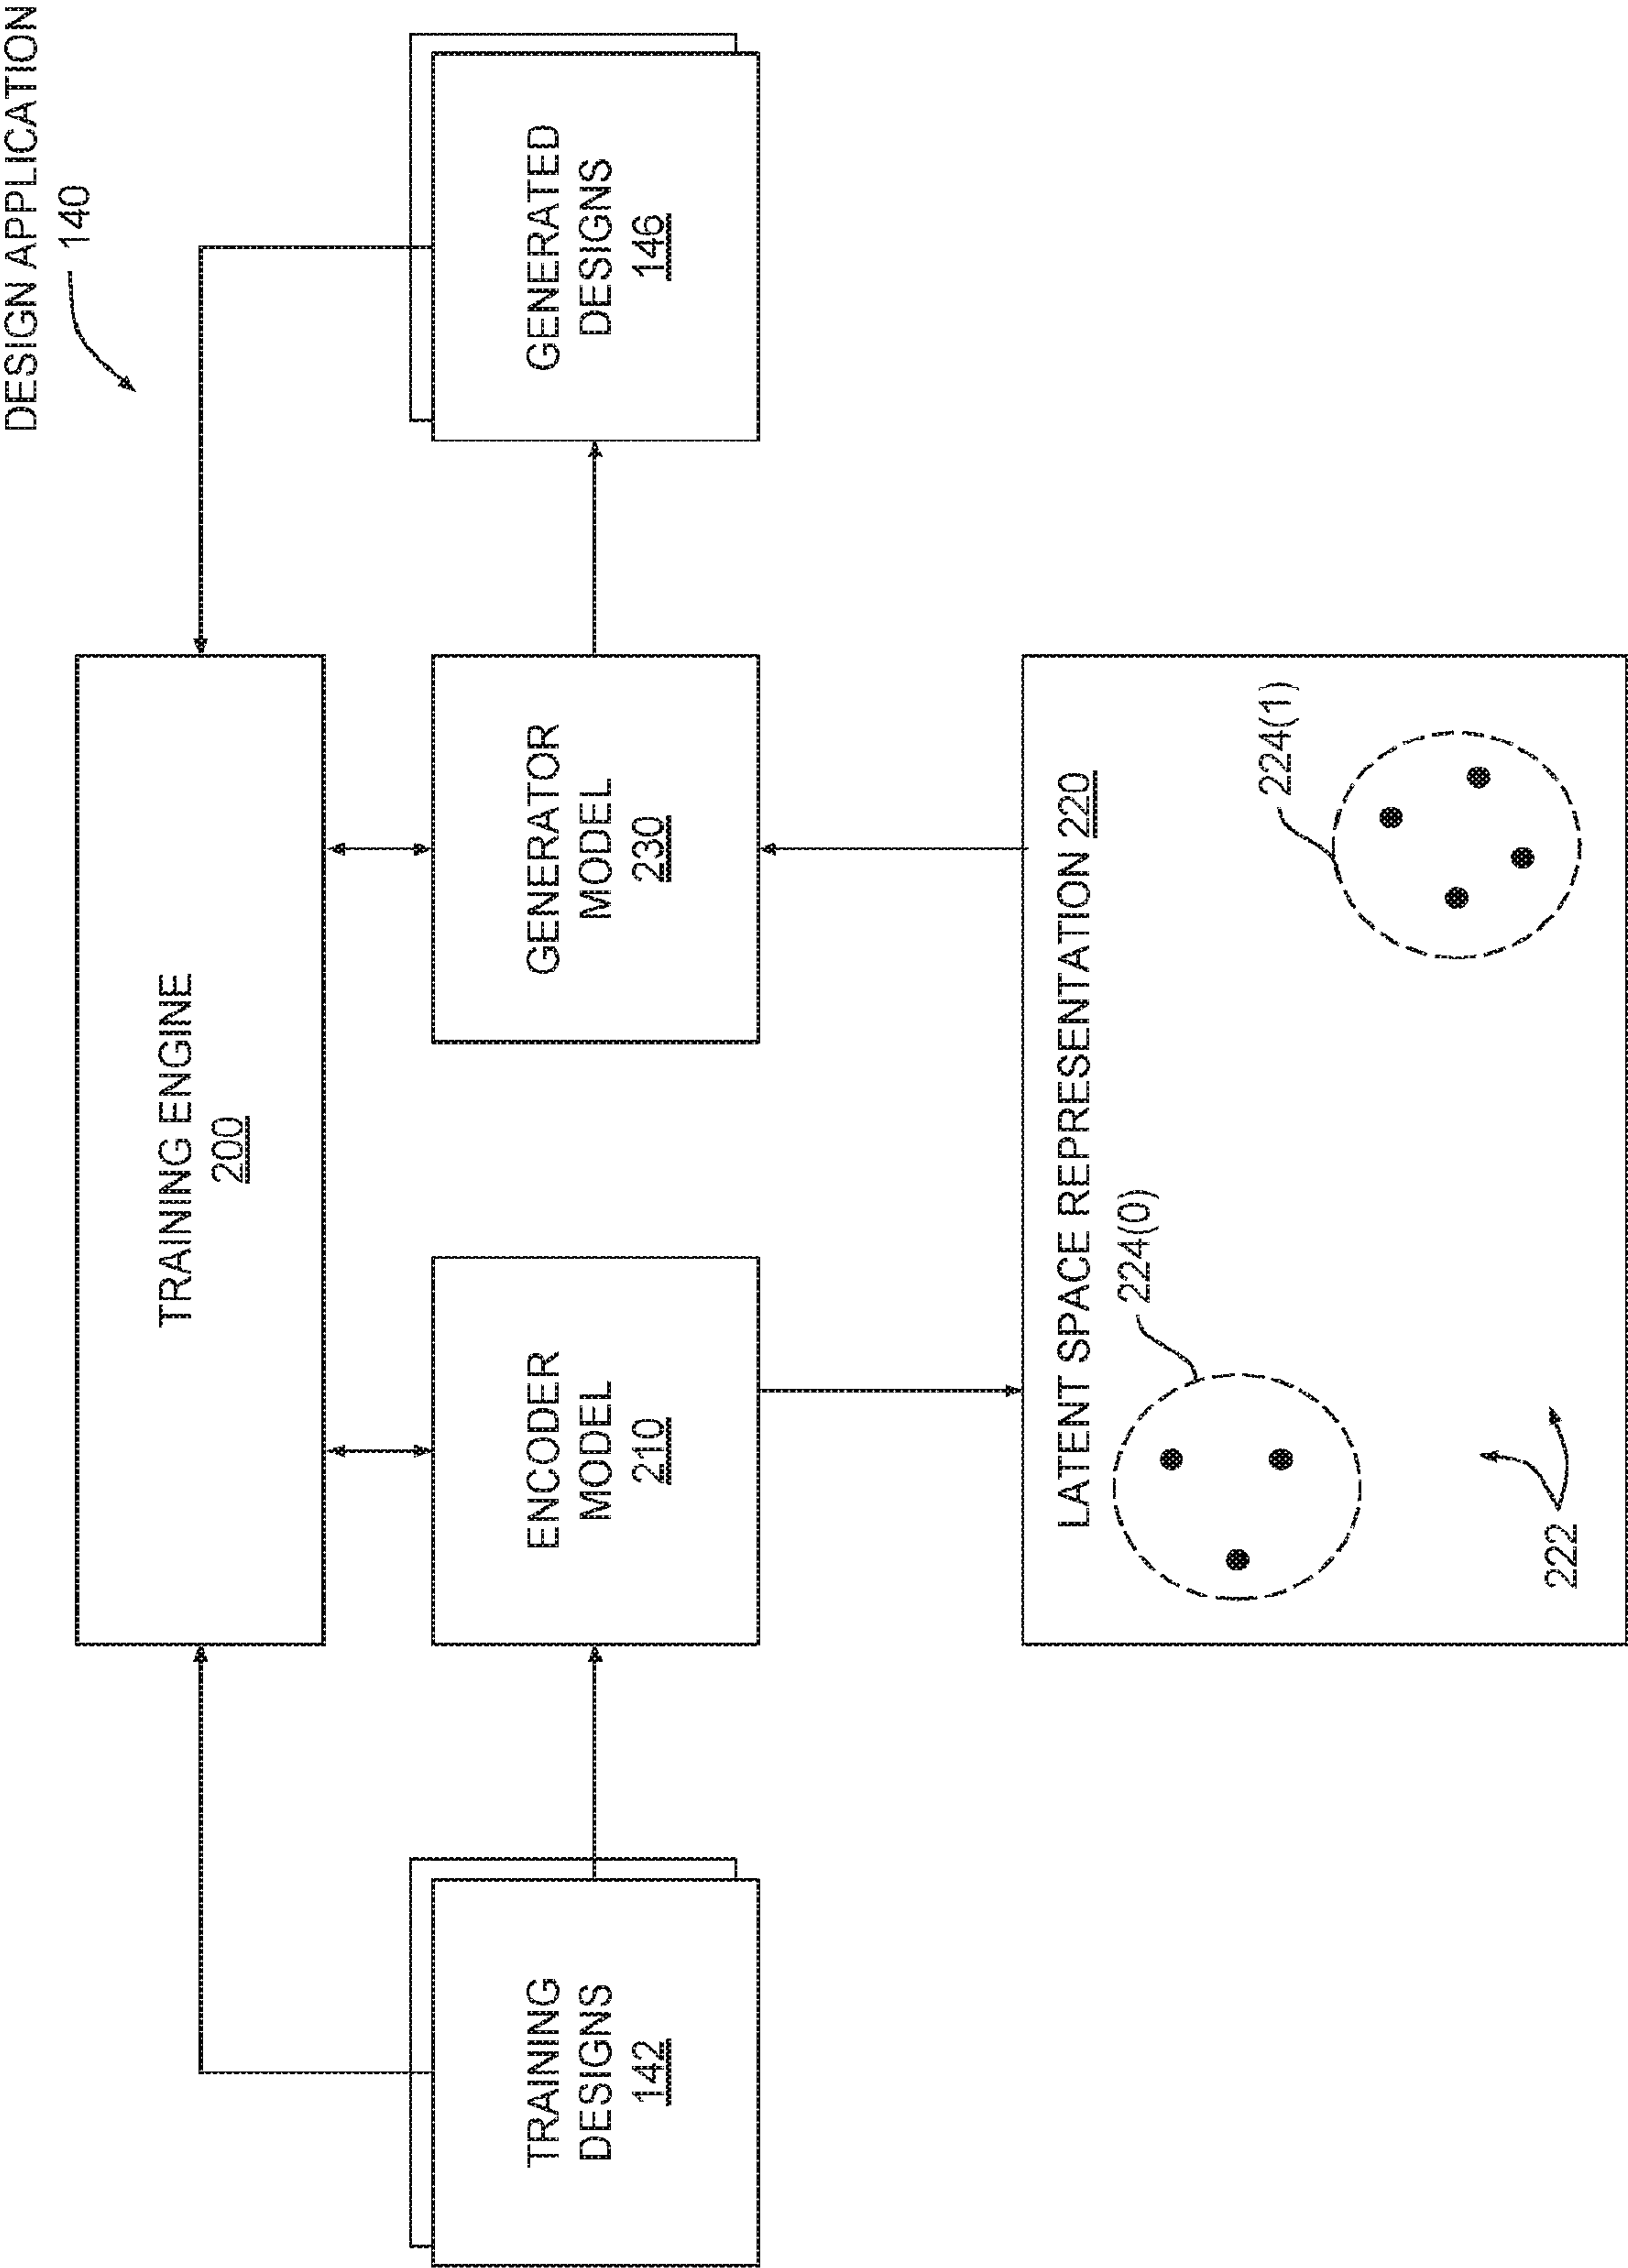 DESIGN APPLICATION
140
TRAINING ENGINE
200
TRAINING
DESIGNS
142
ENCODER
MODEL
210
GENERATOR
MODEL
230
GENERATED
DESIGNS
146
LATENT SPACE REPRESENTATION 220
224(0)
224(1)
222